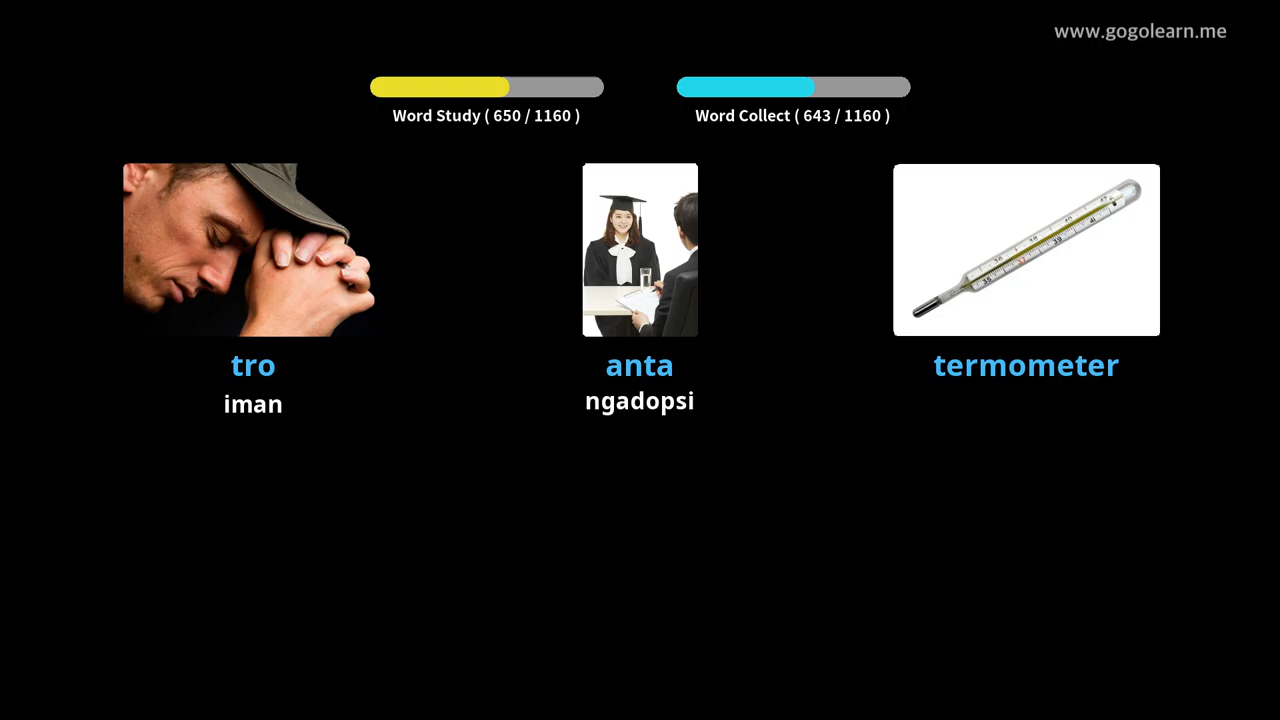 www.gogolearn.me
Word Study ( 650 / 1160 )
Word Collect ( 643 / 1160 )
tro
iman
anta
ngadopsi
termometer